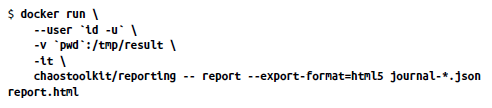 $ docker run \
--user `id -u` \
-v `pwd`:/tmp/result \
-it \
chaostoolkit/reporting -- report --export-format=html5 journal-*.json
report.html